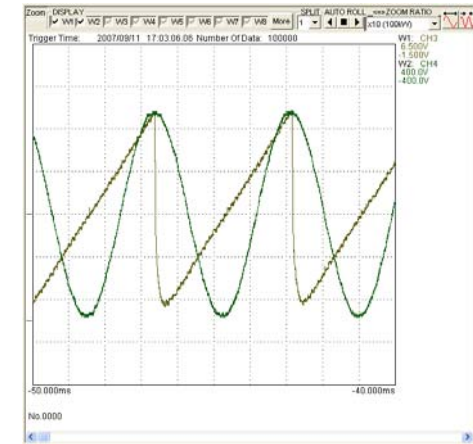 Zoom DISPLAY SPLIT AUTO ROLL <=>ZOOM RATIO
W1 W2 W3 W4 W5 W6 W7 W8 More 1 x10 (100kW)
Trigger Time: 2007/09/11 17:03:06.06 Number Of Data: 100000
W1: CH3
6.500V
-1.500V
W2: CH4
400.0V
-400.0V
-50.000ms -40.000ms
No.0000